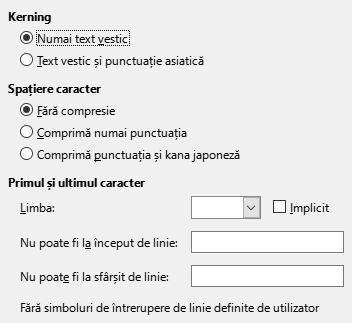 Kerning
Numai text vestic
Text vestic și punctuație asiatică
Spațiere caracter
Fără compresie
Comprimă numai punctuația
Comprimă punctuația și kana japoneză
Primul și ultimul caracter
Limba:
Implicit
Nu poate fi la început de linie:
Nu poate fi la sfârșit de linie:
Fără simboluri de întrerupere de linie definite de utilizator